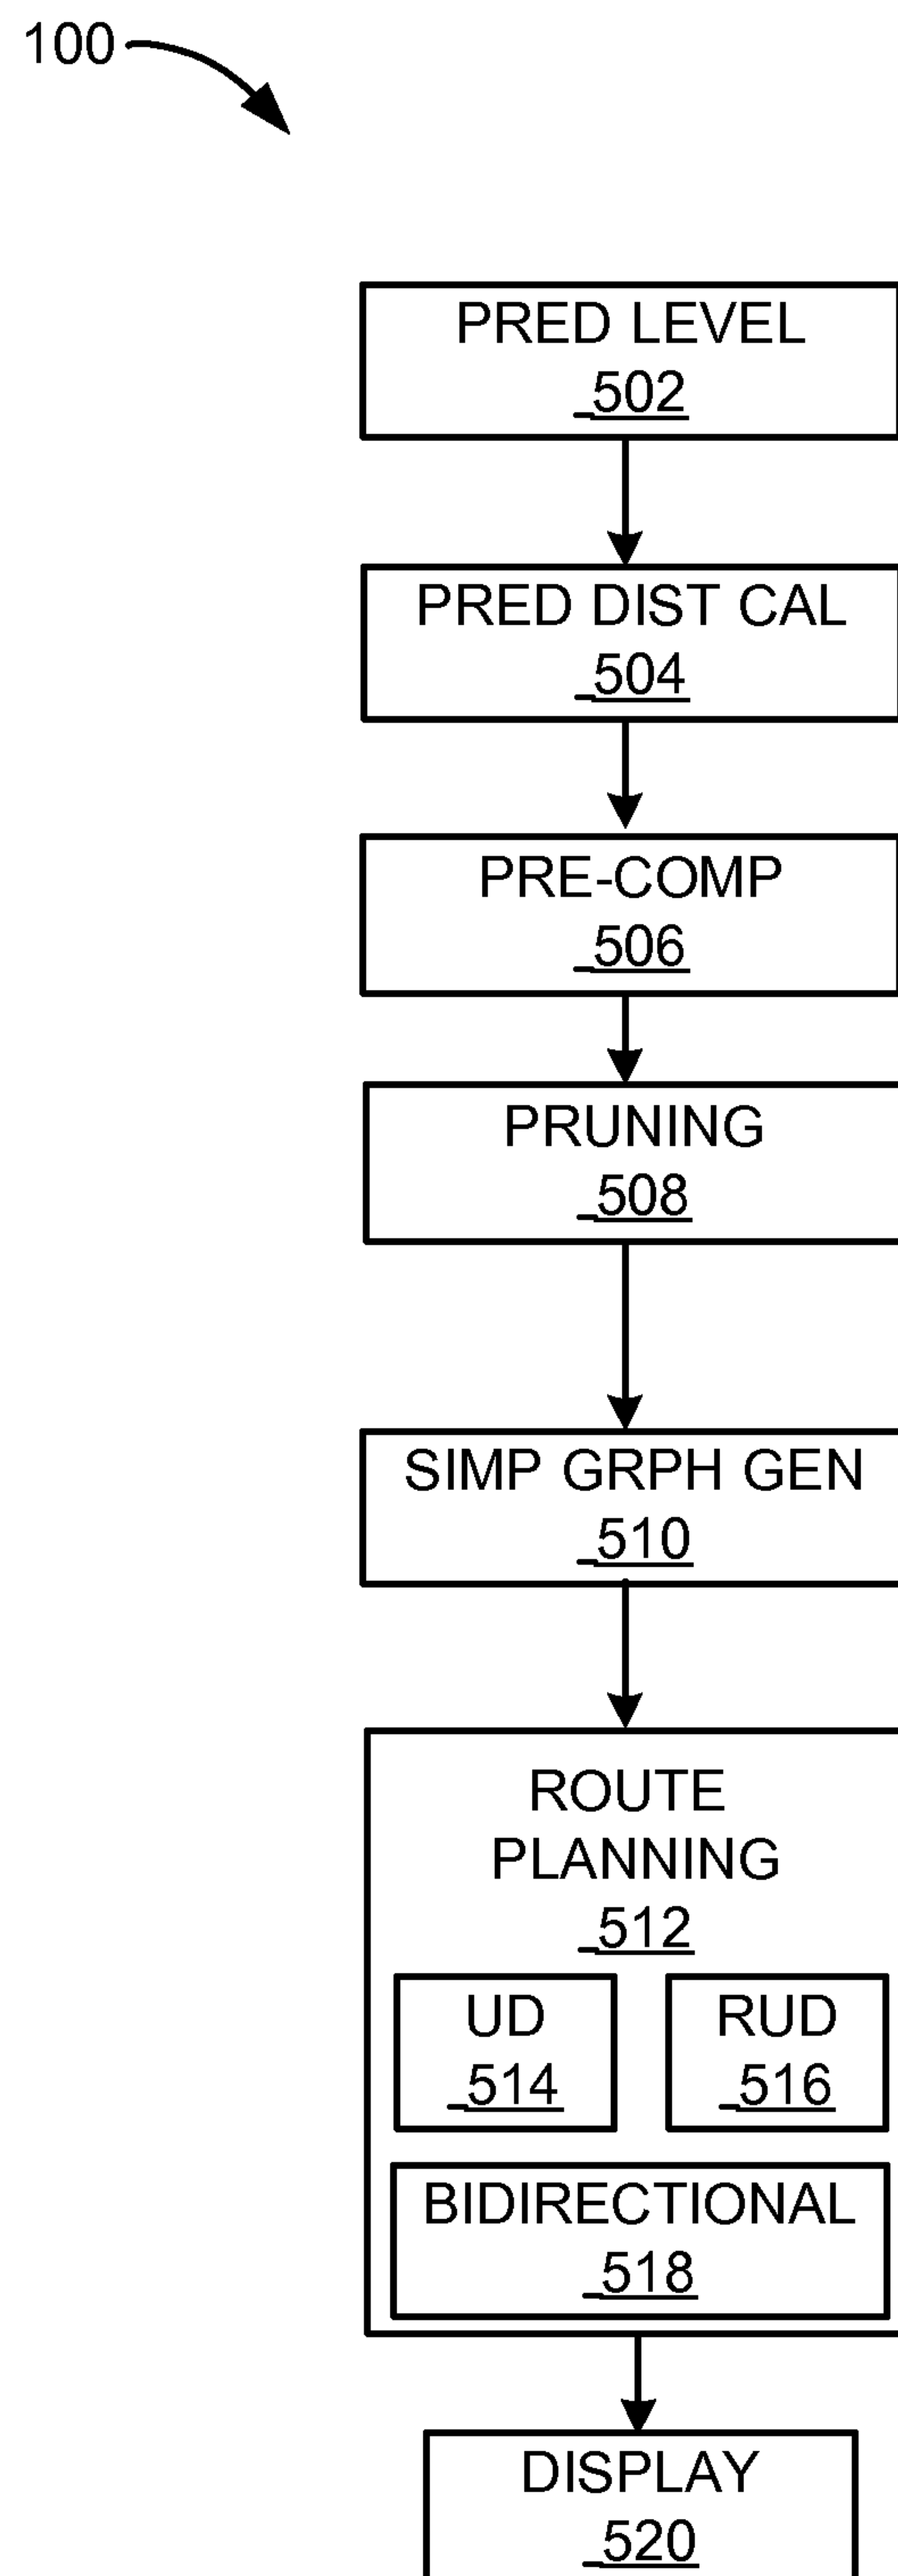 100
PRED LEVEL
502
PRED DIST CAL
504
PRE-COMP
506
PRUNING
508
SIMP GRPH GEN
510
ROUTE
PLANNING
512
UD
514
RUD
516
BIDIRECTIONAL
518
DISPLAY
520